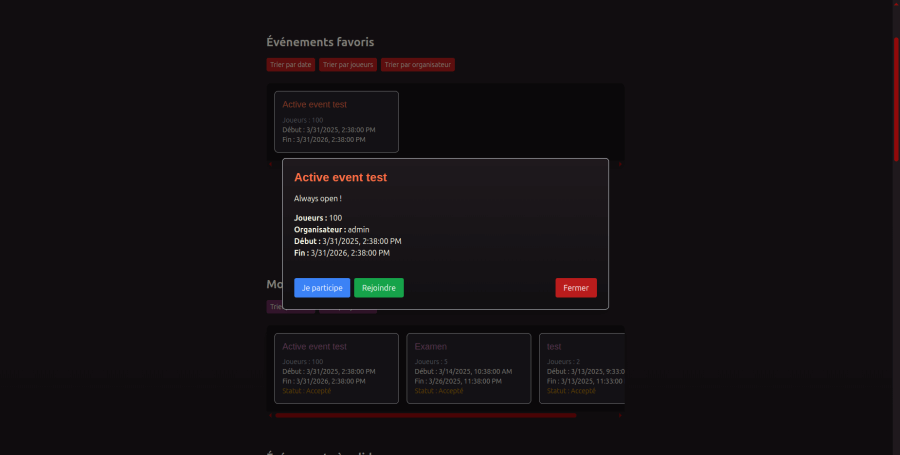 Événements favoris
Trier par date Trier par joueurs Trier par organisateur
Active event test
Joueurs : 100
Début : 3/31/2025, 2:38:00 PM
Fin : 3/31/2026, 2:38:00 PM
Active event test
Always open !
Joueurs : 100
Organisateur : admin
Début : 3/31/2025, 2:38:00 PM
Fin : 3/31/2026, 2:38:00 PM
Je participe Rejoindre Fermer
Mo
Trie
Active event test
Joueurs : 100
Début : 3/31/2025, 2:38:00 PM
Fin : 3/31/2026, 2:38:00 PM
Statut : Accepté
Examen
Joueurs : 5
Début : 3/14/2025, 10:38:00 AM
Fin : 3/26/2025, 11:38:00 PM
Statut : Accepté
test
Joueurs : 2
Début : 3/13/2025, 9:33:0
Fin : 3/13/2025, 11:33:00
Statut : Accepté